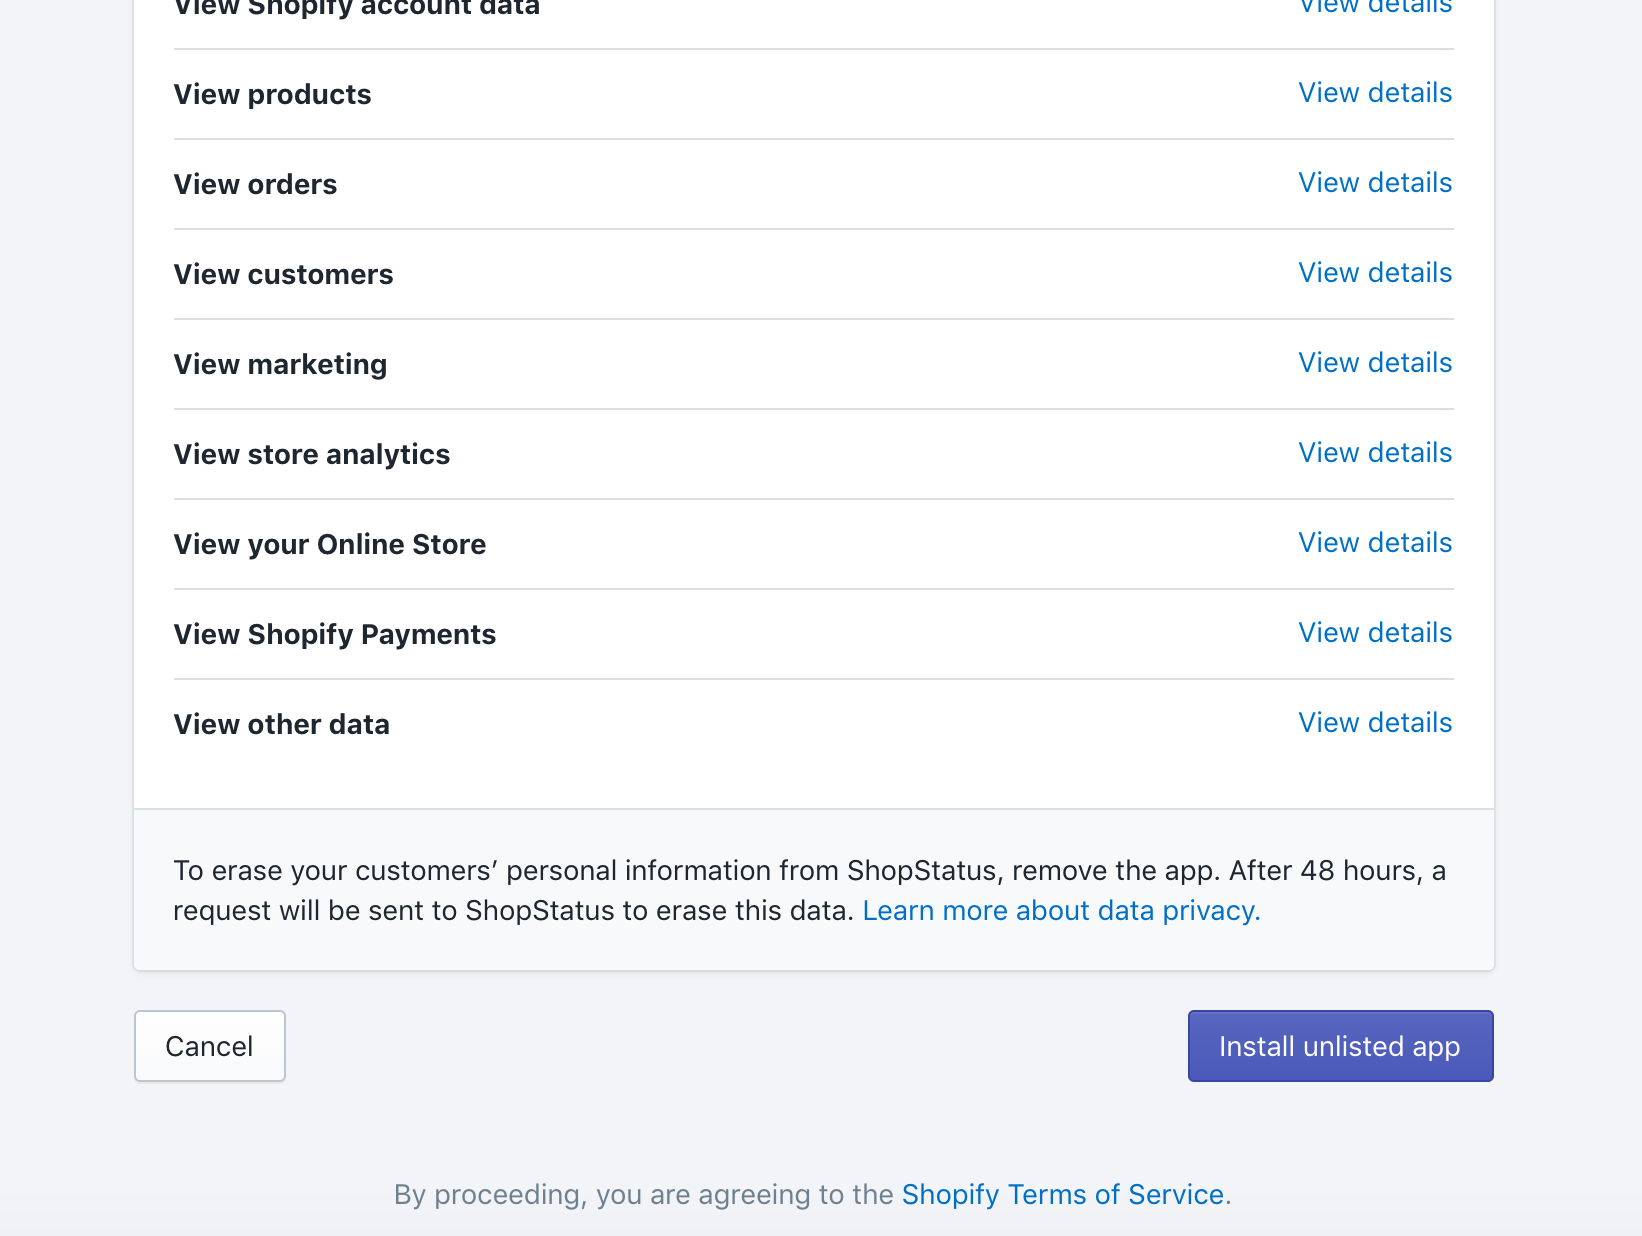 View Shopify account data View details
View products View details
View orders View details
View customers View details
View marketing View details
View store analytics View details
View your Online Store View details
View Shopify Payments View details
View other data View details
To erase your customers’ personal information from ShopStatus, remove the app. After 48 hours, a
request will be sent to ShopStatus to erase this data. Learn more about data privacy.
Cancel Install unlisted app
By proceeding, you are agreeing to the Shopify Terms of Service.